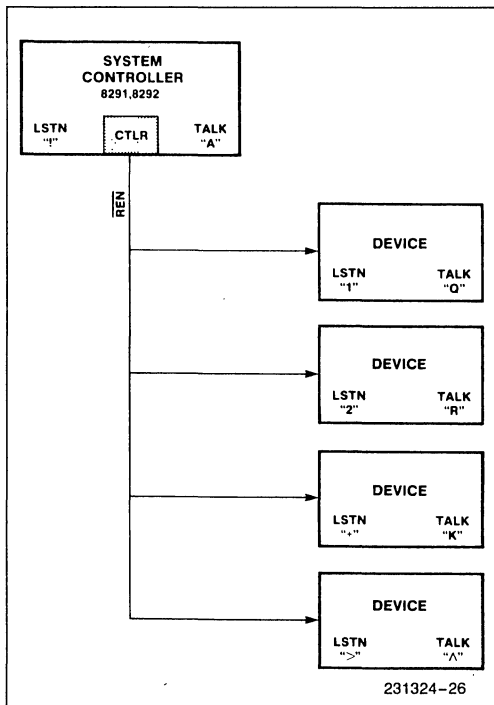 SYSTEM
CONTROLLER
8291,8292
LSTN
"!"
CTLR
TALK
"A"
REN
DEVICE
LSTN
"1"
TALK
"Q"
DEVICE
LSTN
"2"
TALK
"R"
DEVICE
LSTN
"+"
TALK
"K"
DEVICE
LSTN
">"
TALK
"^"
231324-26